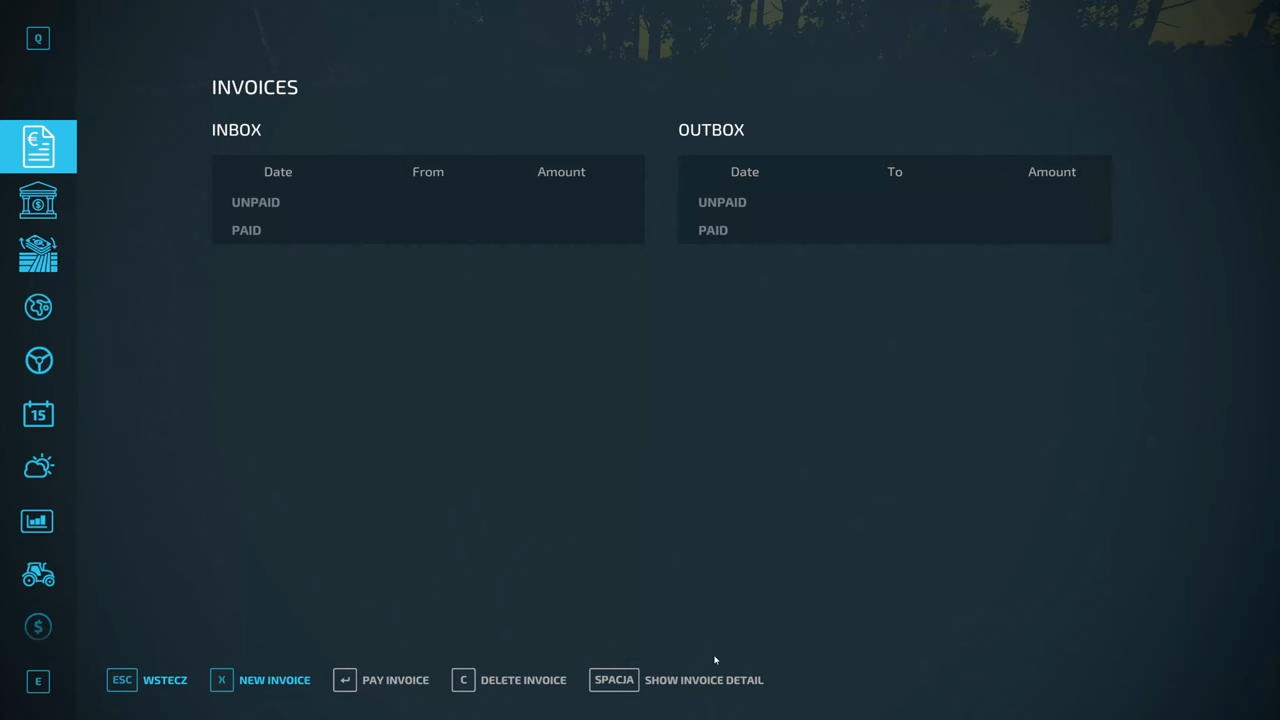 Q
INVOICES
INBOX
Date From Amount
UNPAID
PAID
OUTBOX
Date To Amount
UNPAID
PAID
€
$
15
$
E
ESC WSTECZ X NEW INVOICE ↵ PAY INVOICE C DELETE INVOICE SPACJA SHOW INVOICE DETAIL